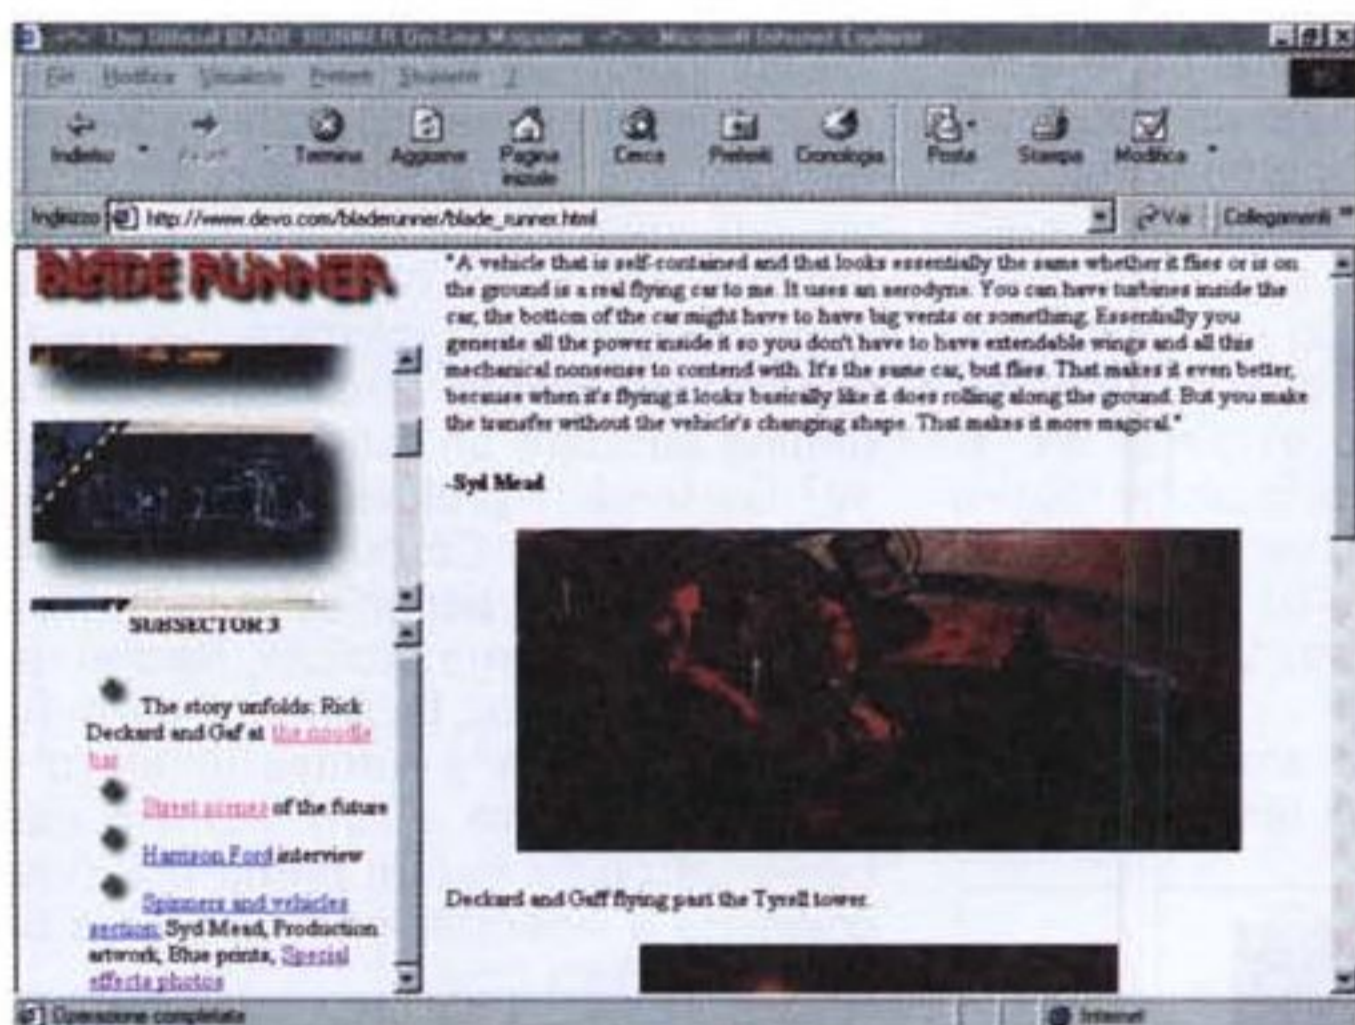 The Official BLADE RUNNER On-Line Magazine - Microsoft Internet Explorer
File Modifica Visualizza Preferiti Strumenti ?
Indietro Termina Aggiorna Pagina iniziale Cerca Preferiti Cronologia Posta Stampa Modifica
Indirizzo http://www.devo.com/bladerunner/blade_runner.html Vai Collegamenti
BLADE RUNNER
SUBSECTOR 3
The story unfolds: Rick
Deckard and Gaf at the noodle
bar
Street scenes of the future
Harrison Ford interview
Spinners and vehicles
section, Syd Mead, Production
artwork, Blue prints, Special
effects photos
"A vehicle that is self-contained and that looks essentially the same whether it flies or is on
the ground is a real flying car to me. It uses an aerodyne. You can have turbines inside the
car, the bottom of the car might have to have big vents or something. Essentially you
generate all the power inside it so you don't have to have extendable wings and all this
mechanical nonsense to contend with. It's the same car, but flies. That makes it even better,
because when it's flying it looks basically like it does rolling along the ground. But you make
the transfer without the vehicle's changing shape. That makes it more magical."
-Syd Mead
Deckard and Gaff flying past the Tyrell tower.
Operazione completata
Internet